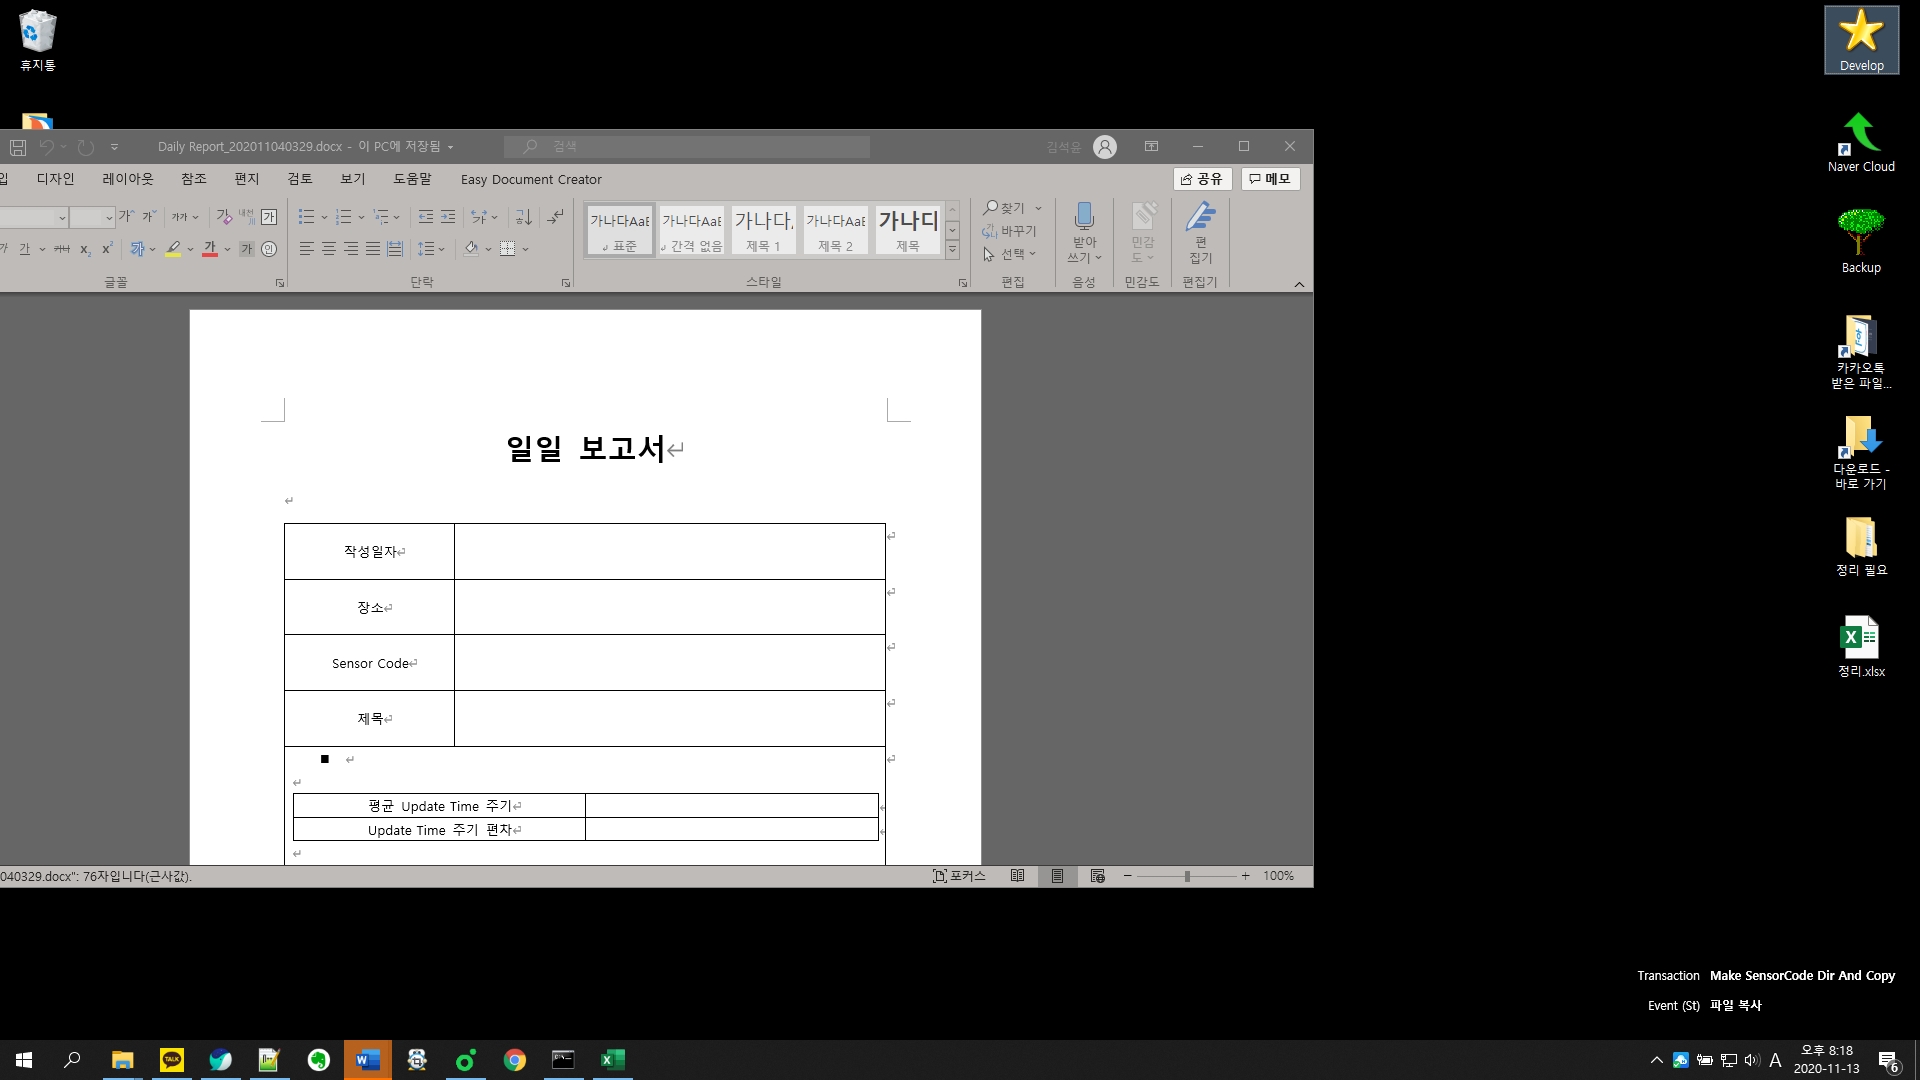 휴지통
Develop
Naver Cloud
Backup
카카오톡
받은 파일...
다운로드 -
바로 가기
정리 필요
정리.xlsx
Daily Report_202011040329.docx - 이 PC에 저장됨
검색
김석윤
입 디자인 레이아웃 참조 편지 검토 보기 도움말 Easy Document Creator
공유 메모
가나다AaB
표준
가나다AaB
간격 없음
가나다,
제목 1
가나다AaB
제목 2
가나디
제목
찾기
바꾸기
선택
받아
쓰기
민감
도
편
집기
글꼴 단락 스타일 편집 음성 민감도 편집기
일일 보고서
작성일자
장소
Sensor Code
제목
평균 Update Time 주기
Update Time 주기 편차
040329.docx": 76자입니다(근사값).
포커스
100%
Transaction Make SensorCode Dir And Copy
Event (St) 파일 복사
TALK
A
오후 8:18
2020-11-13
6